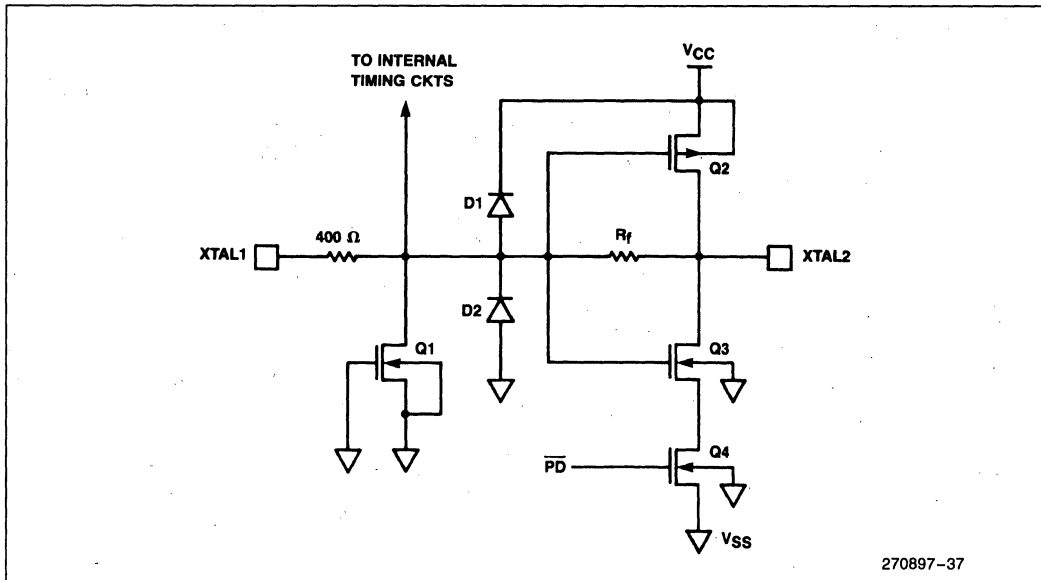 TO INTERNAL
TIMING CKTS
VCC
Q2
D1
400 Ω
Rf
XTAL1
XTAL2
D2
Q1
Q3
Q4
PD
VSS
270897-37